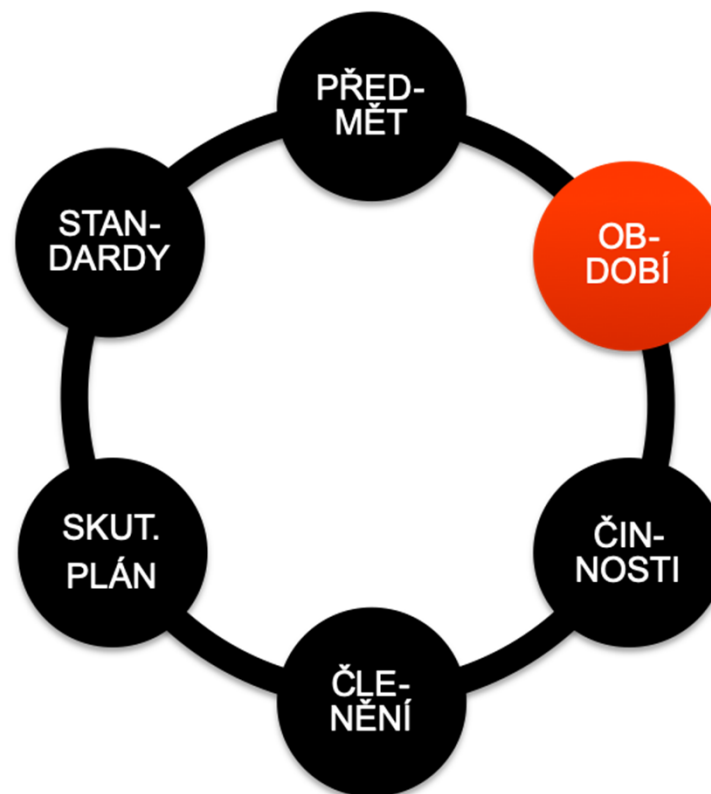 PŘED-
MĚT
OB-
DOBÍ
ČIN-
NOSTI
ČLE-
NĚNÍ
SKUT.
PLÁN
STAN-
DARDY